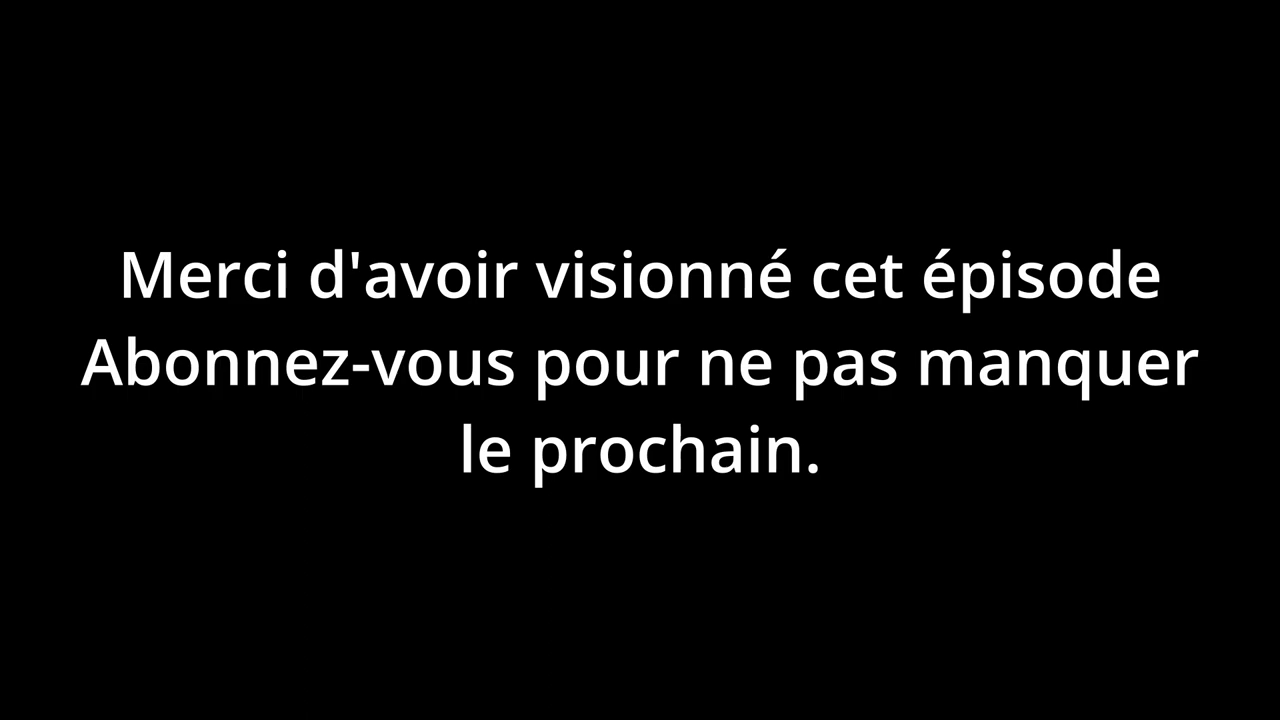 Merci d'avoir visionné cet épisode
Abonnez-vous pour ne pas manquer
le prochain.